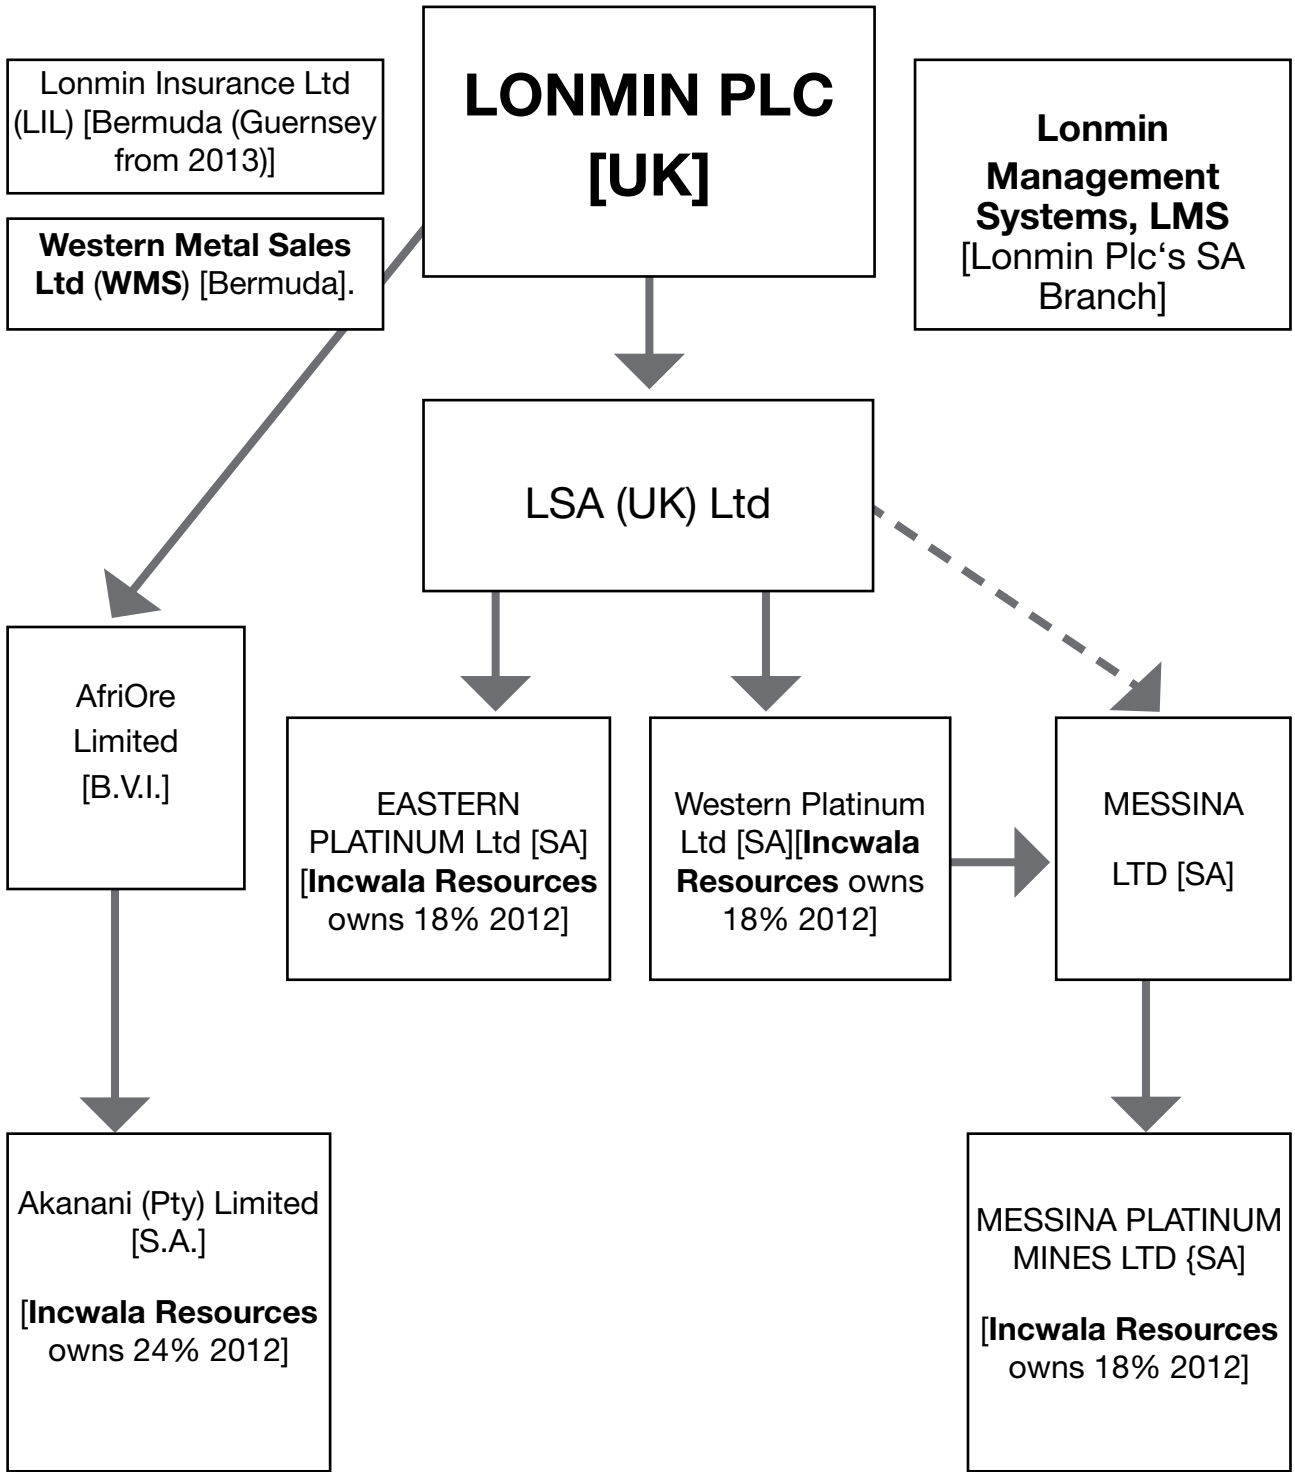 LONMIN PLC
[UK]
Lonmin Insurance Ltd
(LIL) [Bermuda (Guernsey
from 2013)]
Western Metal Sales
Ltd (WMS) [Bermuda].
Lonmin
Management
Systems, LMS
[Lonmin Plc‘s SA
Branch]
LSA (UK) Ltd
AfriOre
Limited
[B.V.I.]
EASTERN
PLATINUM Ltd [SA]
[Incwala Resources
owns 18% 2012]
Western Platinum
Ltd [SA][Incwala
Resources owns
18% 2012]
MESSINA
LTD [SA]
Akanani (Pty) Limited
[S.A.]
[Incwala Resources
owns 24% 2012]
MESSINA PLATINUM
MINES LTD {SA]
[Incwala Resources
owns 18% 2012]